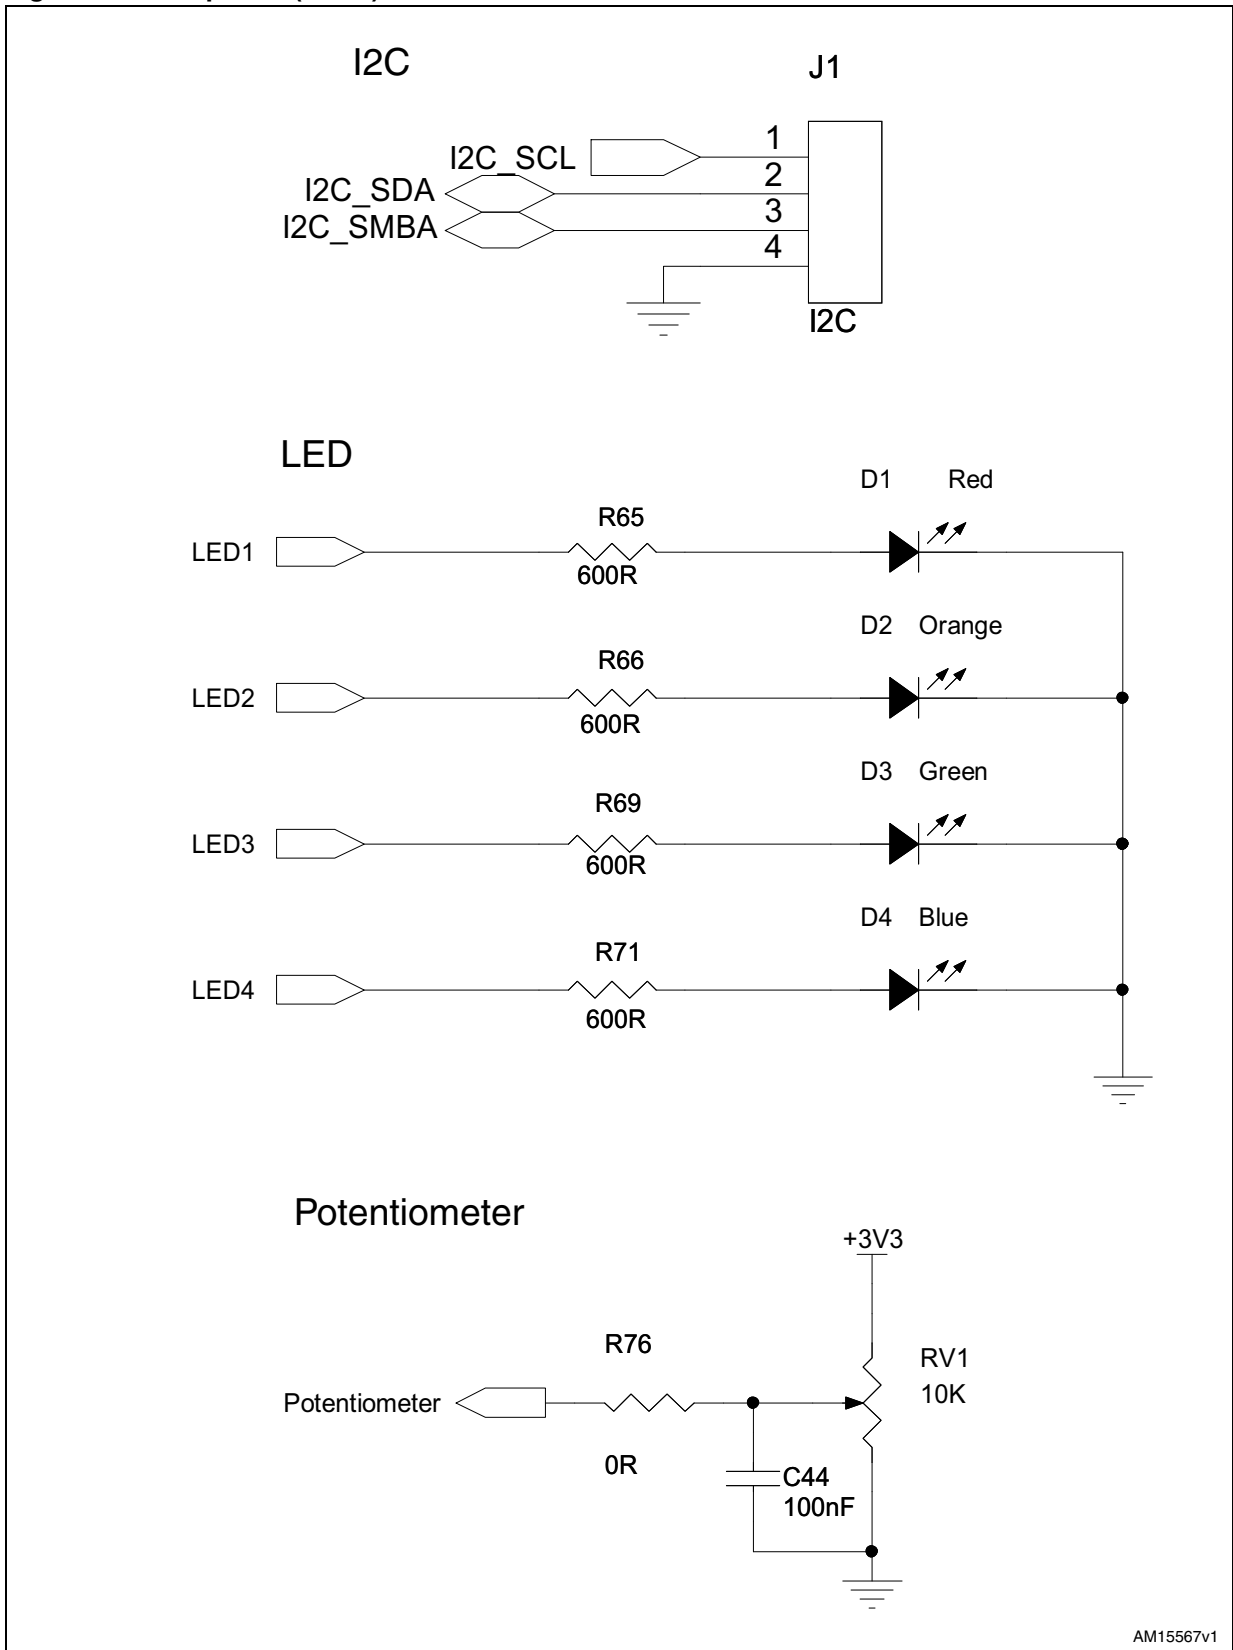 I2C
J1
I2C_SCL
1
I2C_SDA
2
I2C_SMBA
3
4
I2C
LED
D1 Red
R65
LED1
600R
D2 Orange
R66
LED2
600R
D3 Green
R69
LED3
600R
D4 Blue
R71
LED4
600R
Potentiometer
+3V3
R76
RV1
10K
Potentiometer
0R
C44
100nF
AM15567v1